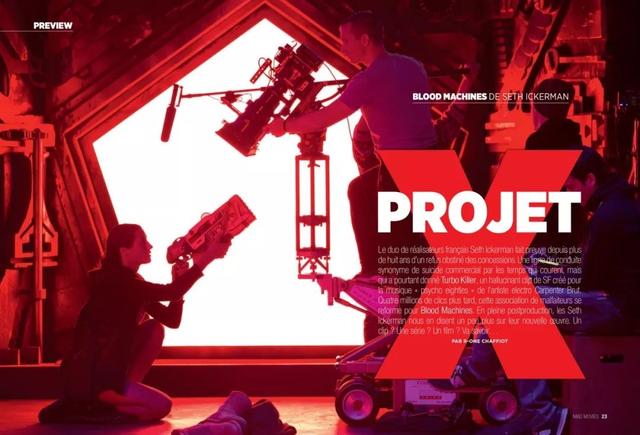 PREVIEW
BLOOD MACHINES DE SETH ICKERMAN
PROJET
X
Le duo de réalisateurs français Seth Ickerman fait preuve depuis plus
de huit ans d'un refus obstiné des concessions. Une ligne de conduite
synonyme de suicide commercial par les temps qui courent, mais
qui a pourtant donné Turbo Killer, un hallucinant clip de SF créé pour
la musique « psycho eighties » de l'artiste electro Carpenter Brut.
Quatre millions de clics plus tard, cette association de malfaiteurs se
reforme pour Blood Machines. En pleine postproduction, les Seth
Ickerman nous en disent un peu plus sur leur nouvelle œuvre. Un
clip ? Une série ? Un film ? Va savoir...
PAR R-ONE CHAFFIOT
MAD MOVIES 23